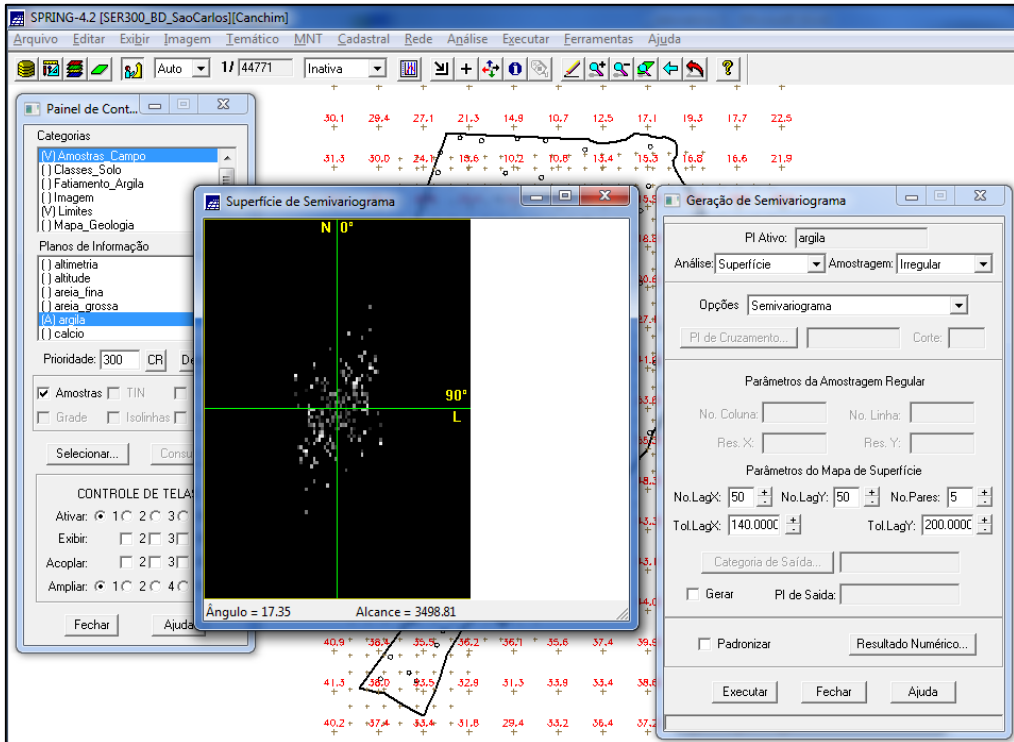 SPRING-4.2 [SER300_BD_SaoCarlos][Canchim]
Arquivo Editar Exibir Imagem Temático MNT Cadastral Rede Análise Executar Ferramentas Ajuda
Auto 1/ 44771 Inativa
30.1 29.4 27.1 21.3 14.9 10.7 12.5 17.1 19.3 17.7 22.5
31.3 30.0 24.1 18.6 10.2 10.8 13.4 15.3 16.8 16.6 21.9
Painel de Cont...
Categorias
(V) Amostras_Campo
( ) Classes_Solo
( ) Fatiamento_Argila
( ) Imagem
(V) Limites
( ) Mapa_Geologia
Planos de Informação
( ) altimetria
( ) altitude
( ) areia_fina
( ) areia_grossa
(A) argila
( ) calcio
Prioridade: 300 CR
Amostras TIN
Grade Isolinhas
Selecionar... Consu
CONTROLE DE TELAS
Ativar: 1 2 3
Exibir: 2 3
Acoplar: 2 3
Ampliar: 1 2 4
Fechar Ajuda
Superfície de Semivariograma
N 0°
90°
L
Ângulo = 17.35 Alcance = 3498.81
Geração de Semivariograma
PI Ativo: argila
Análise: Superfície Amostragem: Irregular
Opções Semivariograma
PI de Cruzamento... Corte:
Parâmetros da Amostragem Regular
No. Coluna: No. Linha:
Res. X: Res. Y:
Parâmetros do Mapa de Superfície
No.LagX: 50 No.LagY: 50 No.Pares: 5
Tol.LagX: 140.000C Tol.LagY: 200.000C
Categoria de Saída...
Gerar PI de Saida:
Padronizar Resultado Numérico...
Executar Fechar Ajuda
40.9 38.4 35.5 36.2 36.1 35.6 37.4
41.3 38.0 33.5 32.9 31.3 33.9 33.4
40.2 37.4 33.4 31.8 29.4 33.2 36.4 37.2